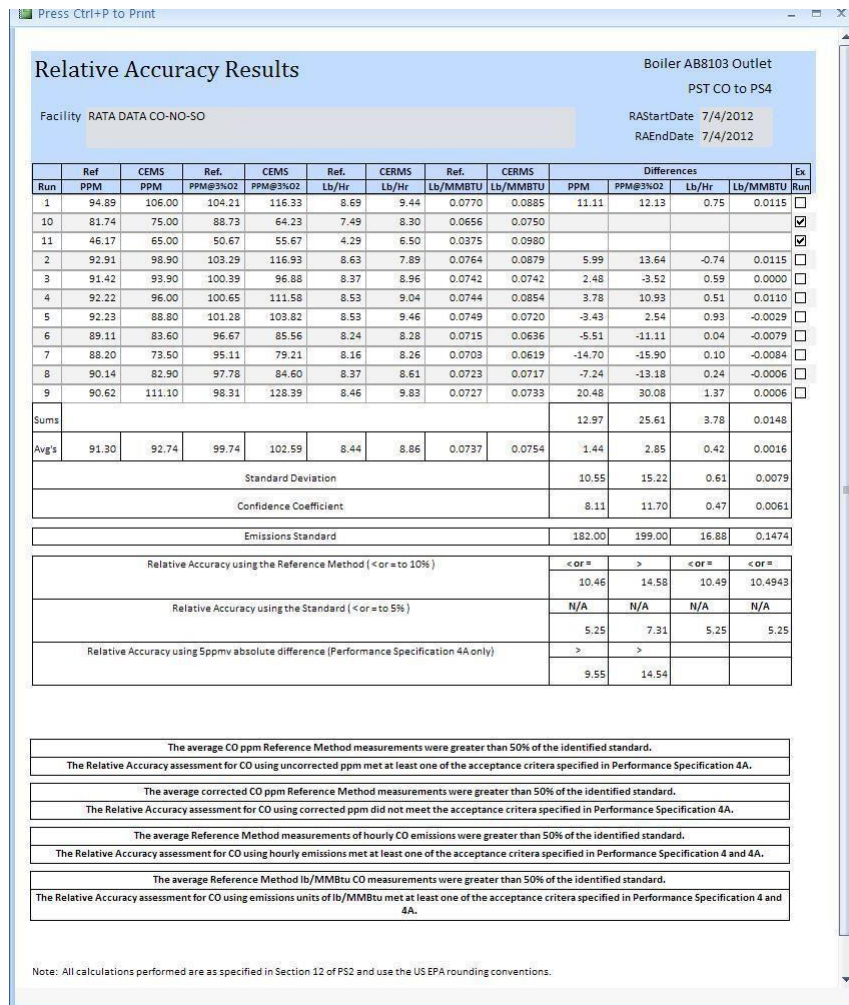 Press Ctrl+P to Print
Relative Accuracy Results
Boiler AB8103 Outlet
PST CO to PS4
Facility RATA DATA CO-NO-SO
RAStartDate 7/4/2012
RAEndDate 7/4/2012
Ref CEMS Ref. CEMS Ref. CERMS Ref. CERMS Differences Ex
Run PPM PPM PPM@3%O2 PPM@3%O2 Lb/Hr Lb/Hr Lb/MMBTU Lb/MMBTU PPM PPM@3%O2 Lb/Hr Lb/MMBTU Run
1 94.89 106.00 104.21 116.33 8.69 9.44 0.0770 0.0885 11.11 12.13 0.75 0.0115
10 81.74 75.00 88.73 64.23 7.49 8.30 0.0656 0.0750
11 46.17 65.00 50.67 55.67 4.29 6.50 0.0375 0.0980
2 92.91 98.90 103.29 116.93 8.63 7.89 0.0764 0.0879 5.99 13.64 -0.74 0.0115
3 91.42 93.90 100.39 96.88 8.37 8.96 0.0742 0.0742 2.48 -3.52 0.59 0.0000
4 92.22 96.00 100.65 111.58 8.53 9.04 0.0744 0.0854 3.78 10.93 0.51 0.0110
5 92.23 88.80 101.28 103.82 8.53 9.46 0.0749 0.0720 -3.43 2.54 0.93 -0.0029
6 89.11 83.60 96.67 85.56 8.24 8.28 0.0715 0.0636 -5.51 -11.11 0.04 -0.0079
7 88.20 73.50 95.11 79.21 8.16 8.26 0.0703 0.0619 -14.70 -15.90 0.10 -0.0084
8 90.14 82.90 97.78 84.60 8.37 8.61 0.0723 0.0717 -7.24 -13.18 0.24 -0.0006
9 90.62 111.10 98.31 128.39 8.46 9.83 0.0727 0.0733 20.48 30.08 1.37 0.0006
Sums 12.97 25.61 3.78 0.0148
Avg's 91.30 92.74 99.74 102.59 8.44 8.86 0.0737 0.0754 1.44 2.85 0.42 0.0016
Standard Deviation 10.55 15.22 0.61 0.0079
Confidence Coefficient 8.11 11.70 0.47 0.0061
Emissions Standard 182.00 199.00 16.88 0.1474
Relative Accuracy using the Reference Method ( < or = to 10% ) < or = > < or = < or =
10.46 14.58 10.49 10.4943
Relative Accuracy using the Standard ( < or = to 5% ) N/A N/A N/A N/A
5.25 7.31 5.25 5.25
Relative Accuracy using 5ppmv absolute difference (Performance Specification 4A only) > >
9.55 14.54
The average CO ppm Reference Method measurements were greater than 50% of the identified standard.
The Relative Accuracy assessment for CO using uncorrected ppm met at least one of the acceptance critera specified in Performance Specification 4A.
The average corrected CO ppm Reference Method measurements were greater than 50% of the identified standard.
The Relative Accuracy assessment for CO using corrected ppm did not meet the acceptance critera specified in Performance Specification 4A.
The average Reference Method measurements of hourly CO emissions were greater than 50% of the identified standard.
The Relative Accuracy assessment for CO using hourly emissions met at least one of the acceptance critera specified in Performance Specification 4 and 4A.
The average Reference Method lb/MMBtu CO measurements were greater than 50% of the identified standard.
The Relative Accuracy assessment for CO using emissions units of lb/MMBtu met at least one of the acceptance critera specified in Performance Specification 4 and
4A.
Note: All calculations performed are as specified in Section 12 of PS2 and use the US EPA rounding conventions.